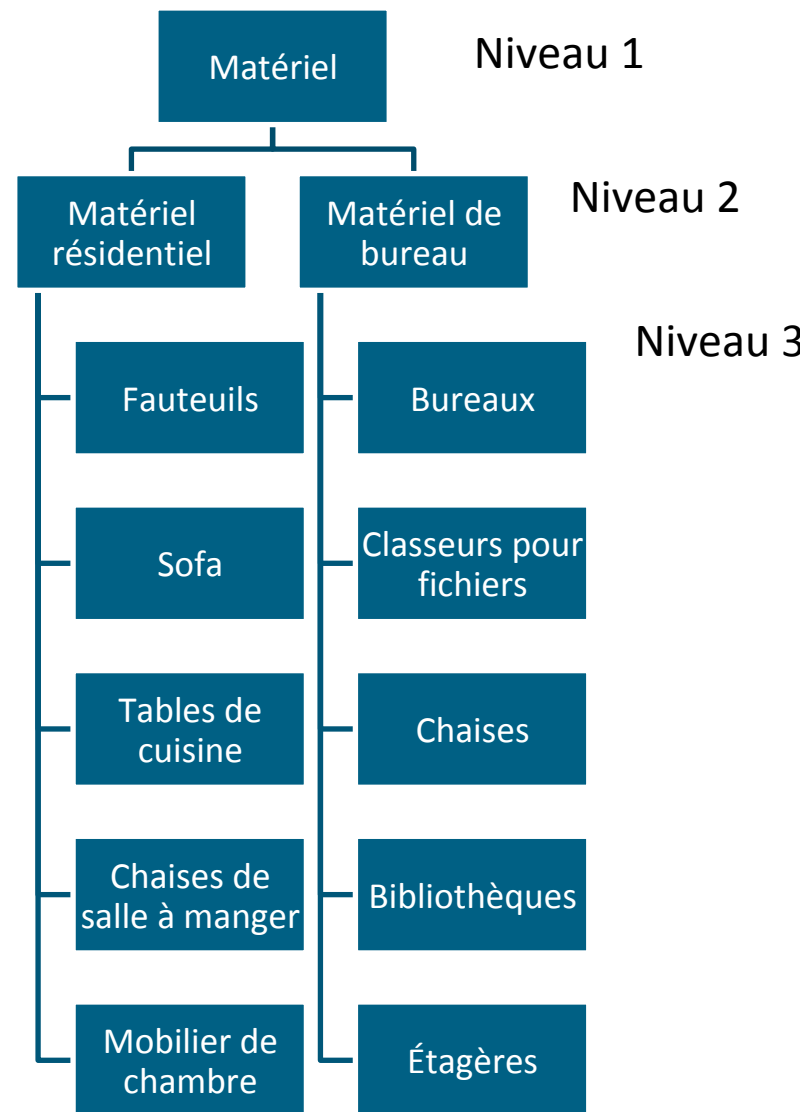 Matériel
Niveau 1
Matériel
résidentiel
Matériel de
bureau
Niveau 2
Niveau 3
Fauteuils
Bureaux
Sofa
Classeurs pour
fichiers
Tables de
cuisine
Chaises
Chaises de
salle à manger
Bibliothèques
Mobilier de
chambre
Étagères